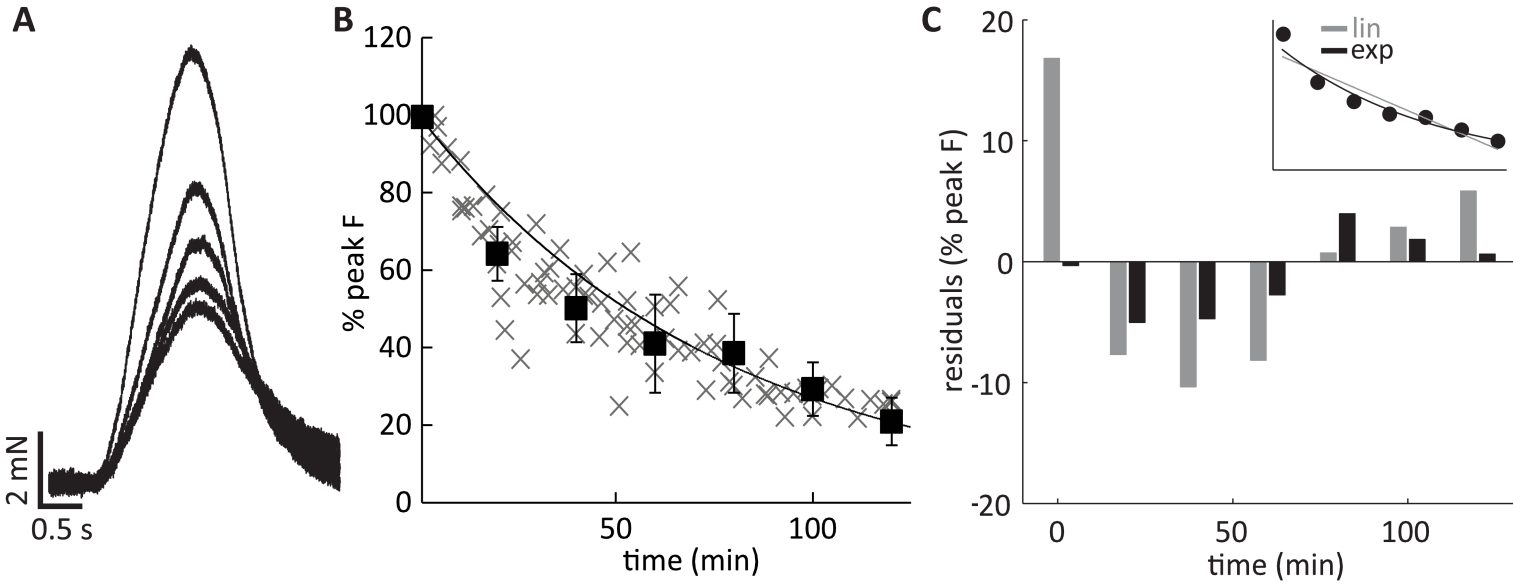 A
2 mN
0.5 s
B
120
100
80
60
40
20
0
% peak F
50
100
time (min)
C
20
10
0
-10
-20
residuals (% peak F)
lin
exp
0
50
100
time (min)